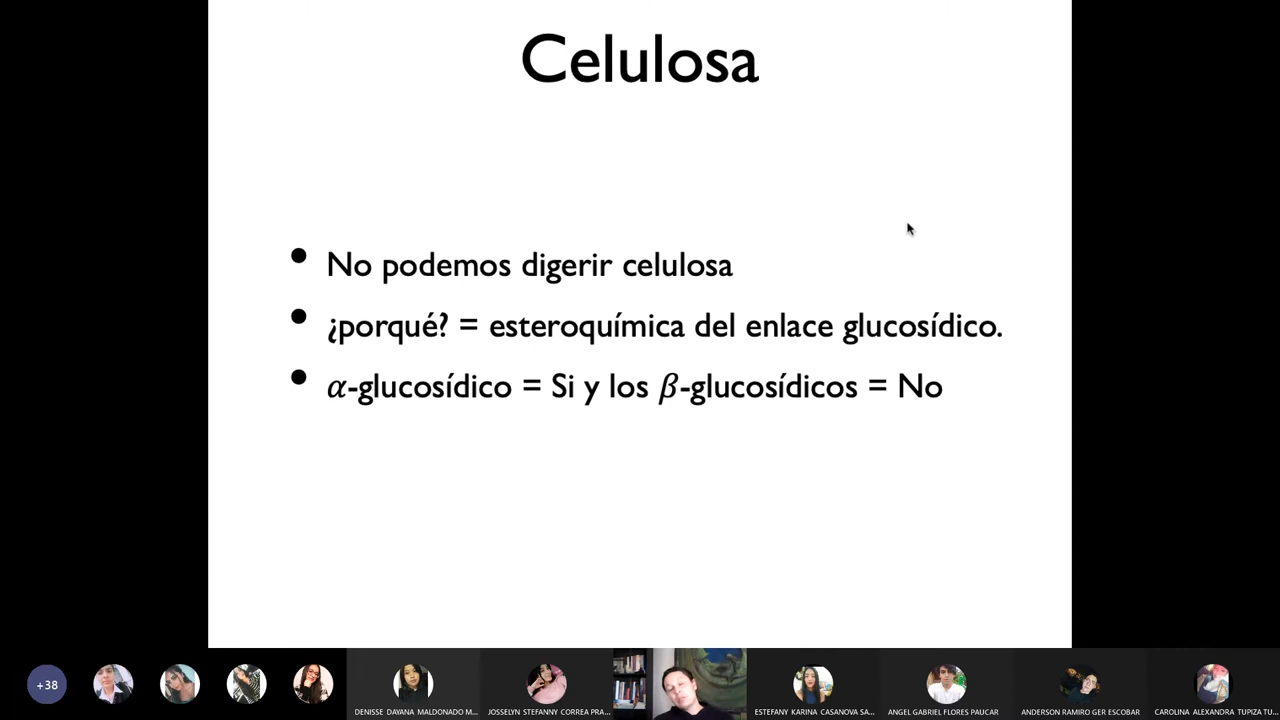 Celulosa
• No podemos digerir celulosa
• ¿porqué? = esteroquímica del enlace glucosídico.
• α-glucosídico = Si y los β-glucosídicos = No
+38
DENISSE DAYANA MALDONADO M...
JOSSELYN STEFANNY CORREA PRA...
ESTEFANY KARINA CASANOVA SA...
ANGEL GABRIEL FLORES PAUCAR
ANDERSON RAMIRO GER ESCOBAR
CAROLINA ALEXANDRA TUPIZA TU...